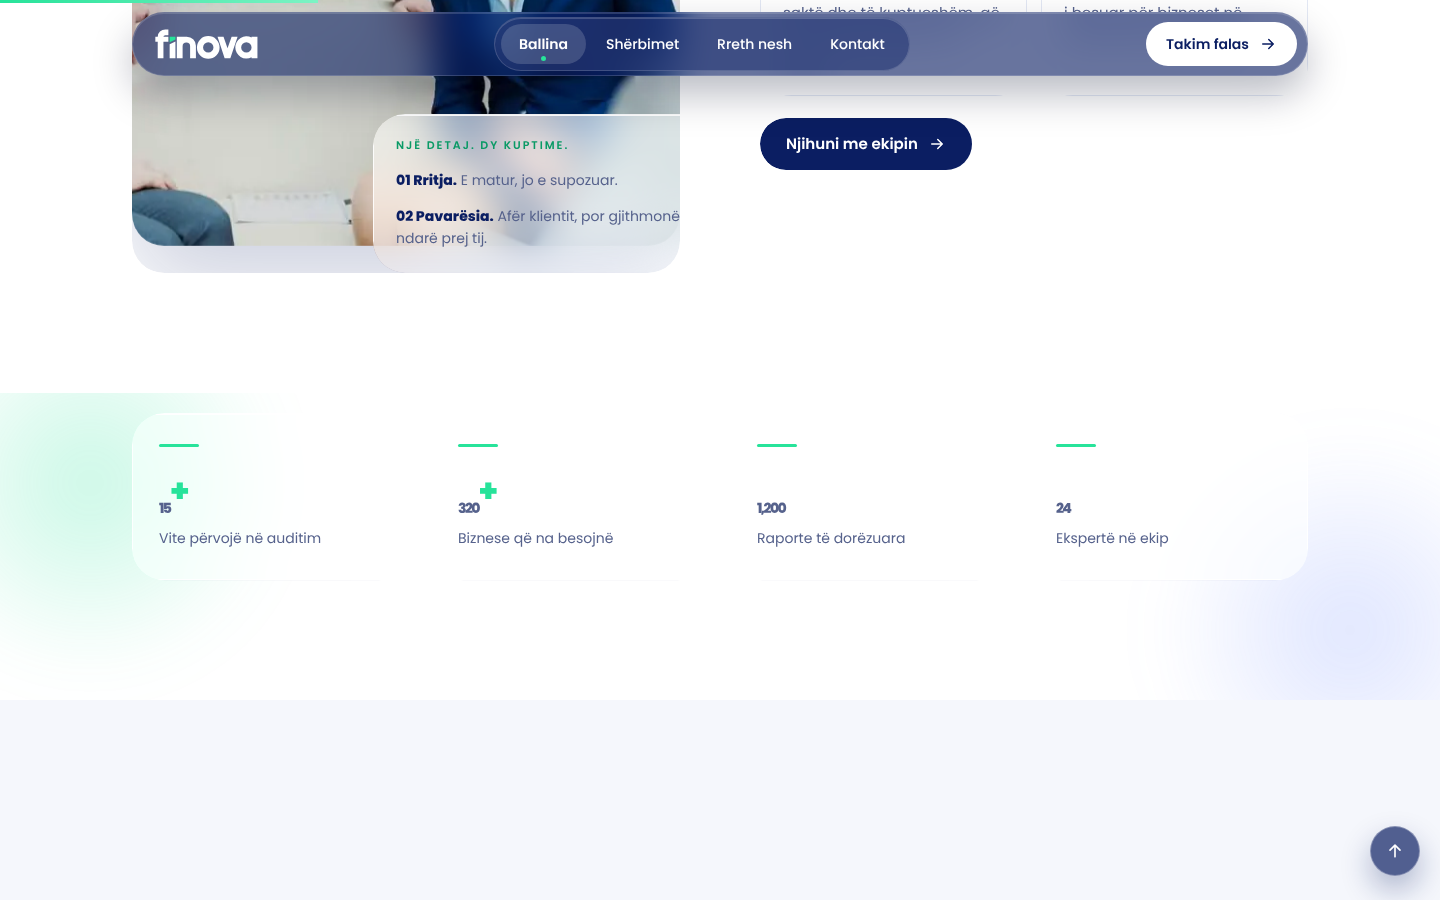 finova
Ballina
Shërbimet
Rreth nesh
Kontakt
Takim falas
Njihuni me ekipin
NJË DETAJ. DY KUPTIME.
01 Rritja. E matur, jo e supozuar.
02 Pavarësia. Afër klientit, por gjithmonë
ndarë prej tij.
15+
Vite përvojë në auditim
320+
Biznese që na besojnë
1,200
Raporte të dorëzuara
24
Ekspertë në ekip